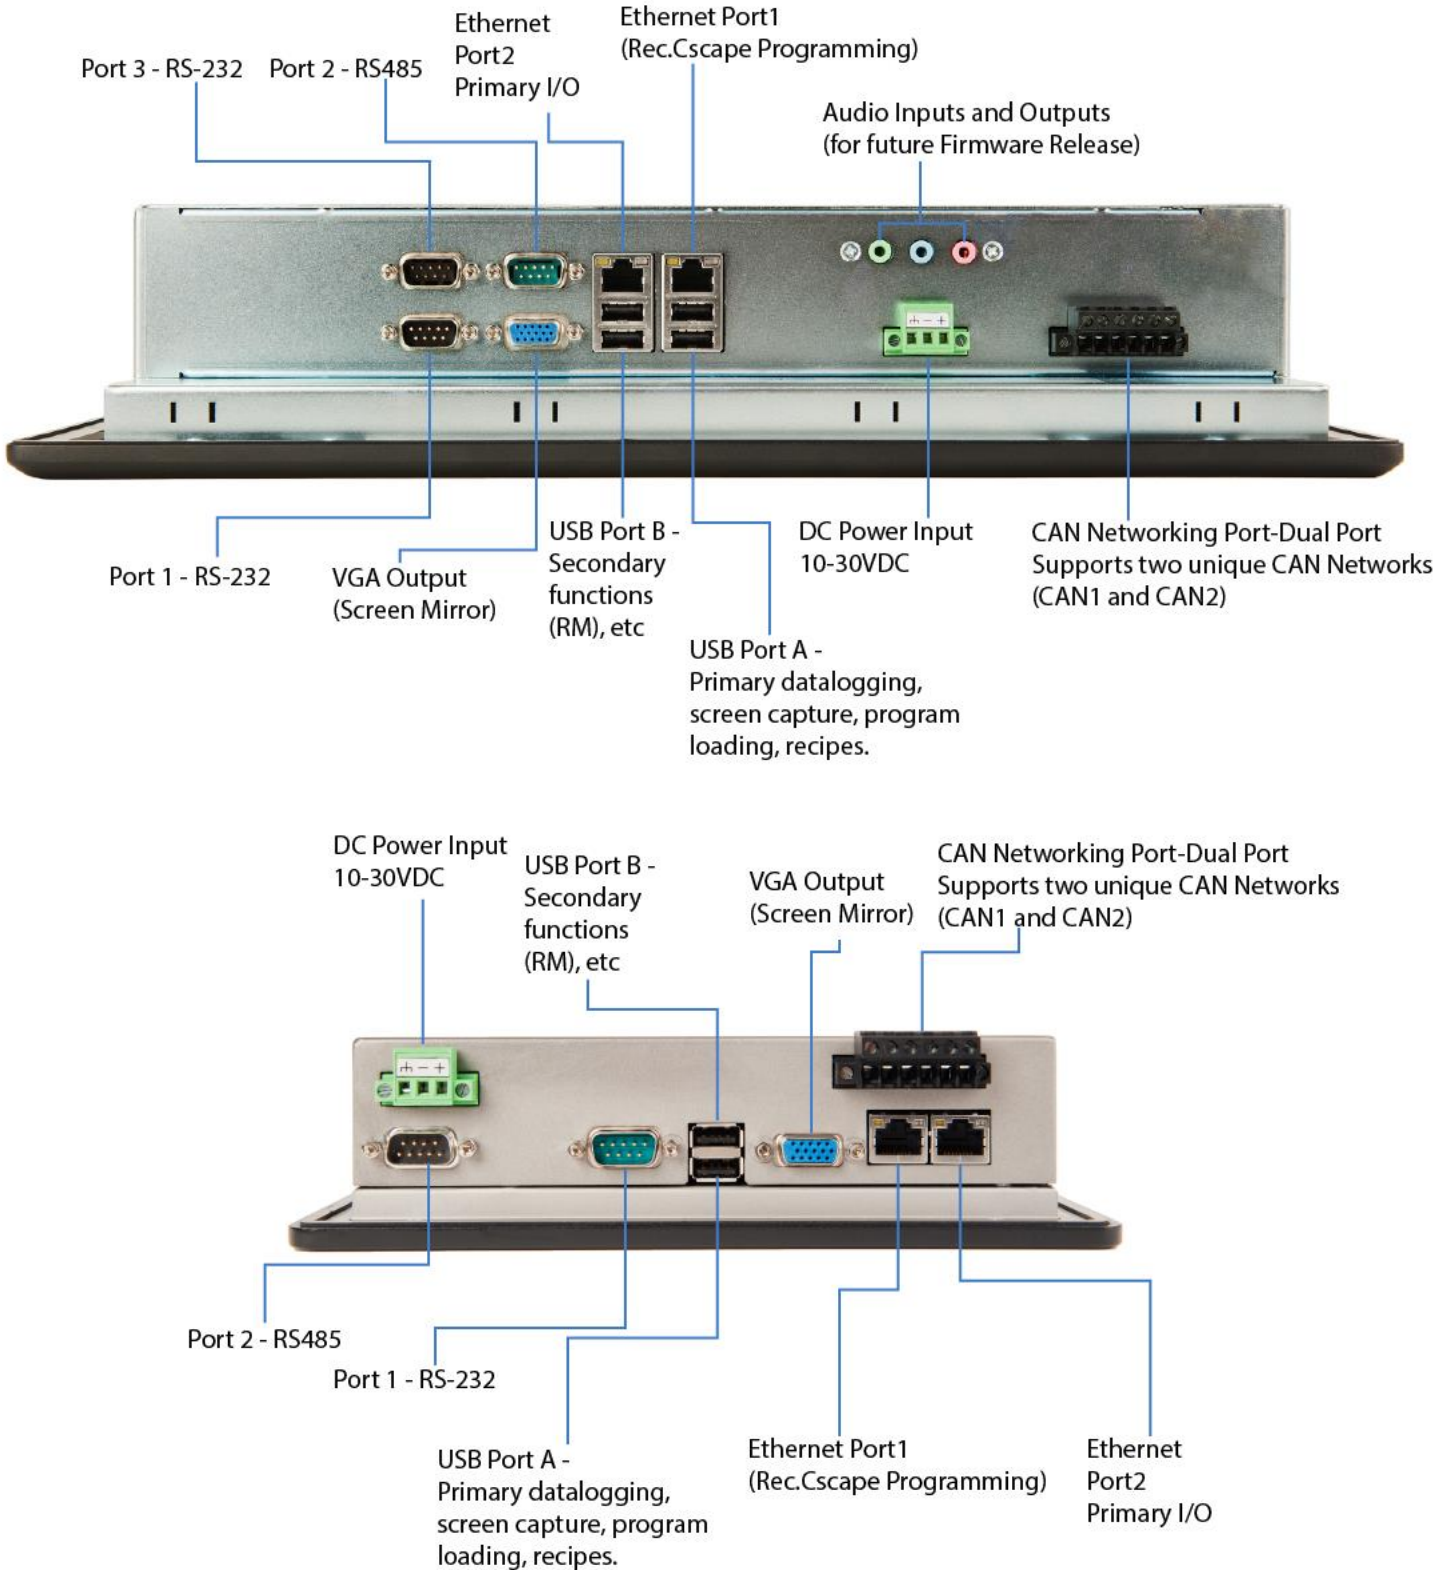 Ethernet
Port2
Primary I/O
Ethernet Port1
(Rec.Cscape Programming)
Port 3 - RS-232
Port 2 - RS485
Audio Inputs and Outputs
(for future Firmware Release)
- +
Port 1 - RS-232
VGA Output
(Screen Mirror)
USB Port B -
Secondary
functions
(RM), etc
USB Port A -
Primary datalogging,
screen capture, program
loading, recipes.
DC Power Input
10-30VDC
CAN Networking Port-Dual Port
Supports two unique CAN Networks
(CAN1 and CAN2)
DC Power Input
10-30VDC
USB Port B -
Secondary
functions
(RM), etc
VGA Output
(Screen Mirror)
CAN Networking Port-Dual Port
Supports two unique CAN Networks
(CAN1 and CAN2)
- +
Port 2 - RS485
Port 1 - RS-232
USB Port A -
Primary datalogging,
screen capture, program
loading, recipes.
Ethernet Port1
(Rec.Cscape Programming)
Ethernet
Port2
Primary I/O